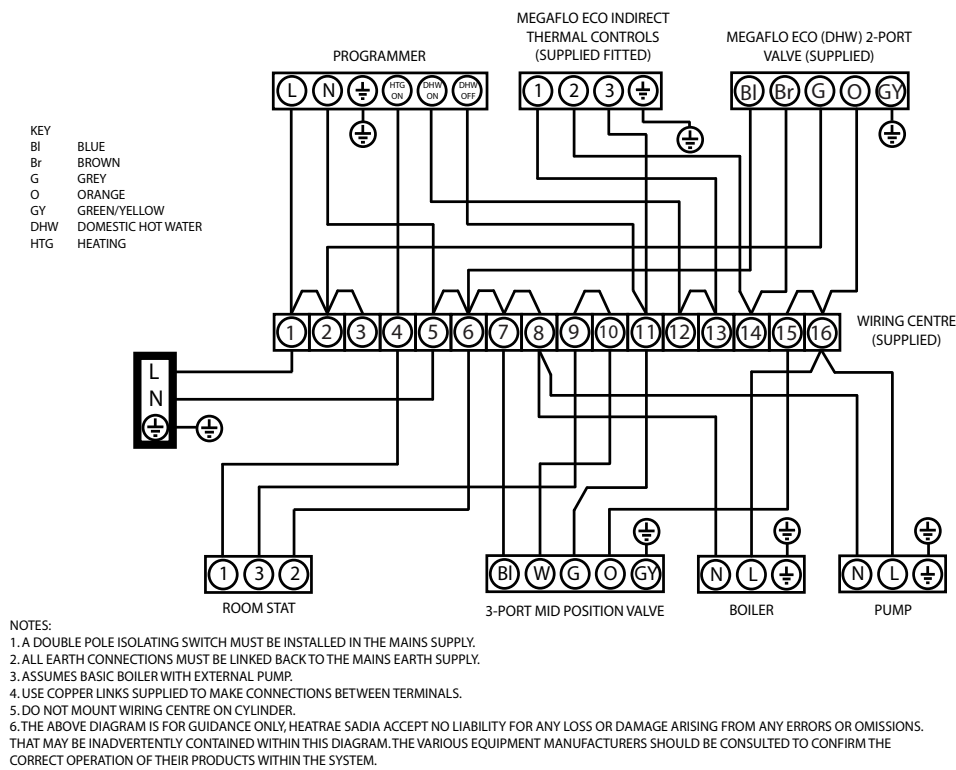 MEGAFLO ECO INDIRECT
THERMAL CONTROLS
(SUPPLIED FITTED)
MEGAFLO ECO (DHW) 2-PORT
VALVE (SUPPLIED)
PROGRAMMER
L N HTG ON DHW ON DHW OFF
1 2 3
Bl Br G O GY
KEY
Bl BLUE
Br BROWN
G GREY
O ORANGE
GY GREEN/YELLOW
DHW DOMESTIC HOT WATER
HTG HEATING
1 2 3 4 5 6 7 8 9 10 11 12 13 14 15 16
WIRING CENTRE
(SUPPLIED)
L
N
1 3 2
Bl W G O GY
N L
N L
ROOM STAT
3-PORT MID POSITION VALVE
BOILER
PUMP
NOTES:
1. A DOUBLE POLE ISOLATING SWITCH MUST BE INSTALLED IN THE MAINS SUPPLY.
2. ALL EARTH CONNECTIONS MUST BE LINKED BACK TO THE MAINS EARTH SUPPLY.
3. ASSUMES BASIC BOILER WITH EXTERNAL PUMP.
4. USE COPPER LINKS SUPPLIED TO MAKE CONNECTIONS BETWEEN TERMINALS.
5. DO NOT MOUNT WIRING CENTRE ON CYLINDER.
6. THE ABOVE DIAGRAM IS FOR GUIDANCE ONLY, HEATRAE SADIA ACCEPT NO LIABILITY FOR ANY LOSS OR DAMAGE ARISING FROM ANY ERRORS OR OMISSIONS.
THAT MAY BE INADVERTENTLY CONTAINED WITHIN THIS DIAGRAM. THE VARIOUS EQUIPMENT MANUFACTURERS SHOULD BE CONSULTED TO CONFIRM THE
CORRECT OPERATION OF THEIR PRODUCTS WITHIN THE SYSTEM.